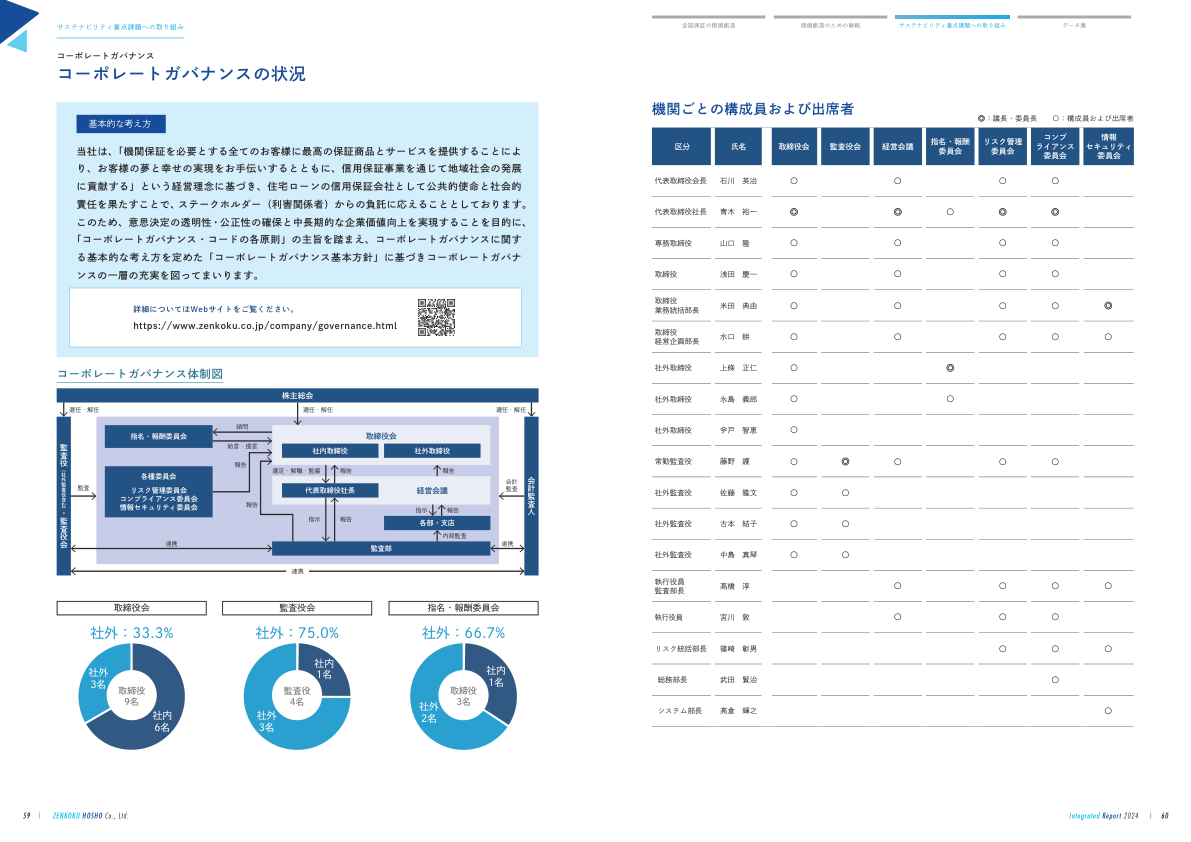 サステナビリティ重点課題への取り組み
コーポレートガバナンス
コーポレートガバナンスの状況
基本的な考え方
当社は、「機関保証を必要とする全てのお客様に最高の保証商品とサービスを提供することによ
り、お客様の夢と幸せの実現をお手伝いするとともに、信用保証事業を通じて地域社会の発展
に貢献する」という経営理念に基づき、住宅ローンの信用保証会社として公共的使命と社会的
責任を果たすことで、ステークホルダー（利害関係者）からの負託に応えることとしております。
このため、意思決定の透明性・公正性の確保と中長期的な企業価値向上を実現することを目的に、
「コーポレートガバナンス・コードの各原則」の主旨を踏まえ、コーポレートガバナンスに関す
る基本的な考え方を定めた「コーポレートガバナンス基本方針」に基づきコーポレートガバナ
ンスの一層の充実を図ってまいります。
詳細についてはWebサイトをご覧ください。
https://www.zenkoku.co.jp/company/governance.html
コーポレートガバナンス体制図
株主総会
選任・解任
選任・解任
選任・解任
監査役（社外監査役含む）・監査役会
監査
指名・報酬委員会
諮問
助言・提言
報告
取締役会
社内取締役
社外取締役
各種委員会
リスク管理委員会
コンプライアンス委員会
情報セキュリティ委員会
選定・解職・監督
報告
報告
代表取締役社長
経営会議
報告
指示
報告
指示
報告
各部・支店
内部監査
監査部
連携
連携
連携
会計監査
会計監査人
取締役会
社外：33.3%
社外
3名
取締役
9名
社内
6名
監査役会
社外：75.0%
社内
1名
監査役
4名
社外
3名
指名・報酬委員会
社外：66.7%
社内
1名
取締役
3名
社外
2名
59 | ZENKOKU HOSHO Co., Ltd.
全国保証の価値創造
価値創造のための戦略
サステナビリティ重点課題への取り組み
データ集
機関ごとの構成員および出席者
◎：議長・委員長 ○：構成員および出席者
区分 氏名 取締役会 監査役会 経営会議 指名・報酬委員会 リスク管理委員会 コンプライアンス委員会 情報セキュリティ委員会
代表取締役会長 石川 英治 ○ ○ ○ ○
代表取締役社長 青木 裕一 ◎ ◎ ○ ◎ ◎
専務取締役 山口 隆 ○ ○ ○ ○
取締役 浅田 慶一 ○ ○ ○ ○
取締役
業務統括部長 米田 典由 ○ ○ ○ ○ ◎
取締役
経営企画部長 水口 耕 ○ ○ ○ ○ ○
社外取締役 上條 正仁 ○ ◎
社外取締役 永島 義郎 ○ ○
社外取締役 今戸 智恵 ○
常勤監査役 藤野 護 ○ ◎ ○ ○ ○
社外監査役 佐藤 隆文 ○ ○
社外監査役 古本 結子 ○ ○
社外監査役 中島 真琴 ○ ○
執行役員
監査部長 髙橋 淳 ○ ○ ○ ○
執行役員 宮川 敦 ○ ○ ○
リスク統括部長 篠﨑 彰男 ○ ○ ○
総務部長 武田 賢治 ○
システム部長 髙倉 輝之 ○
Integrated Report 2024 | 60